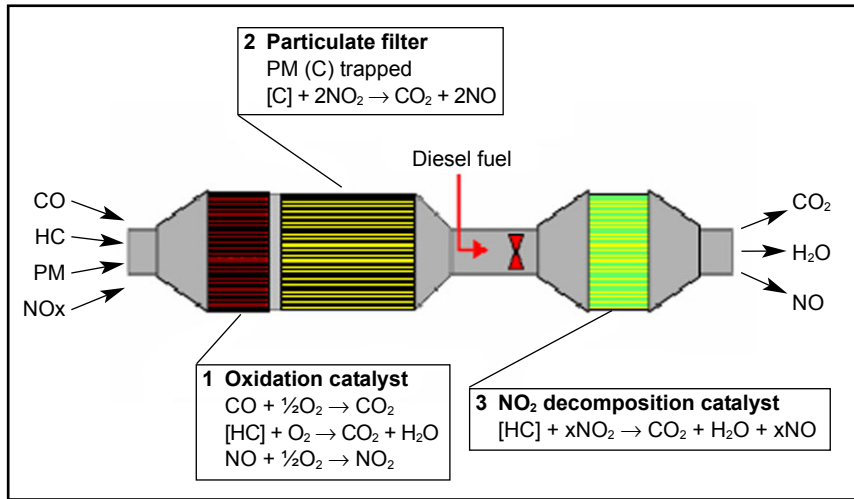 2 Particulate filter
PM (C) trapped
[C] + 2NO₂ → CO₂ + 2NO
Diesel fuel
CO
HC
PM
NOx
CO₂
H₂O
NO
1 Oxidation catalyst
CO + ½O₂ → CO₂
[HC] + O₂ → CO₂ + H₂O
NO + ½O₂ → NO₂
3 NO₂ decomposition catalyst
[HC] + xNO₂ → CO₂ + H₂O + xNO